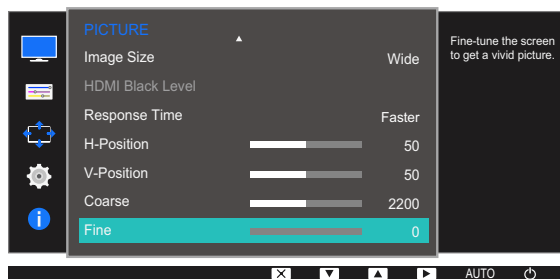 PICTURE
Image Size Wide
HDMI Black Level
Response Time Faster
H-Position 50
V-Position 50
Coarse 2200
Fine 0
Fine-tune the screen
to get a vivid picture.
AUTO